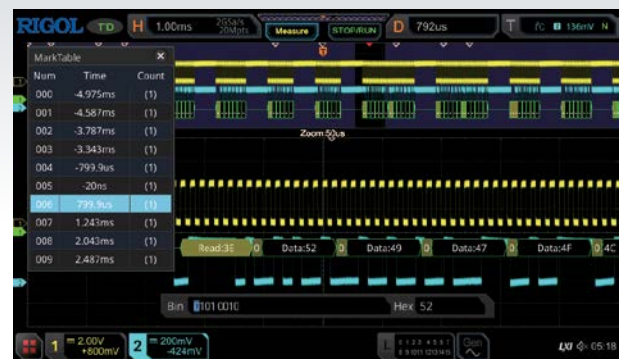 RIGOL TD H 1.00ms 2GSa/s 20Mpts Measure STOP/RUN D 792us T I²C 136mV N
MarkTable ×
Num Time Count
000 -4.975ms (1)
001 -4.587ms (1)
002 -3.787ms (1)
003 -3.343ms (1)
004 -799.9us (1)
005 -20ns (1)
006 799.9us (1)
007 1.243ms (1)
008 2.043ms (1)
009 2.487ms (1)
Zoom:50us
Read:3E 0 Data:52 0 Data:49 0 Data:47 0 Data:4F 0 4C
Bin 0101 0010 Hex 52
1 2.00V +800mV 2 200mV -424mV L Gen LXI 05:18